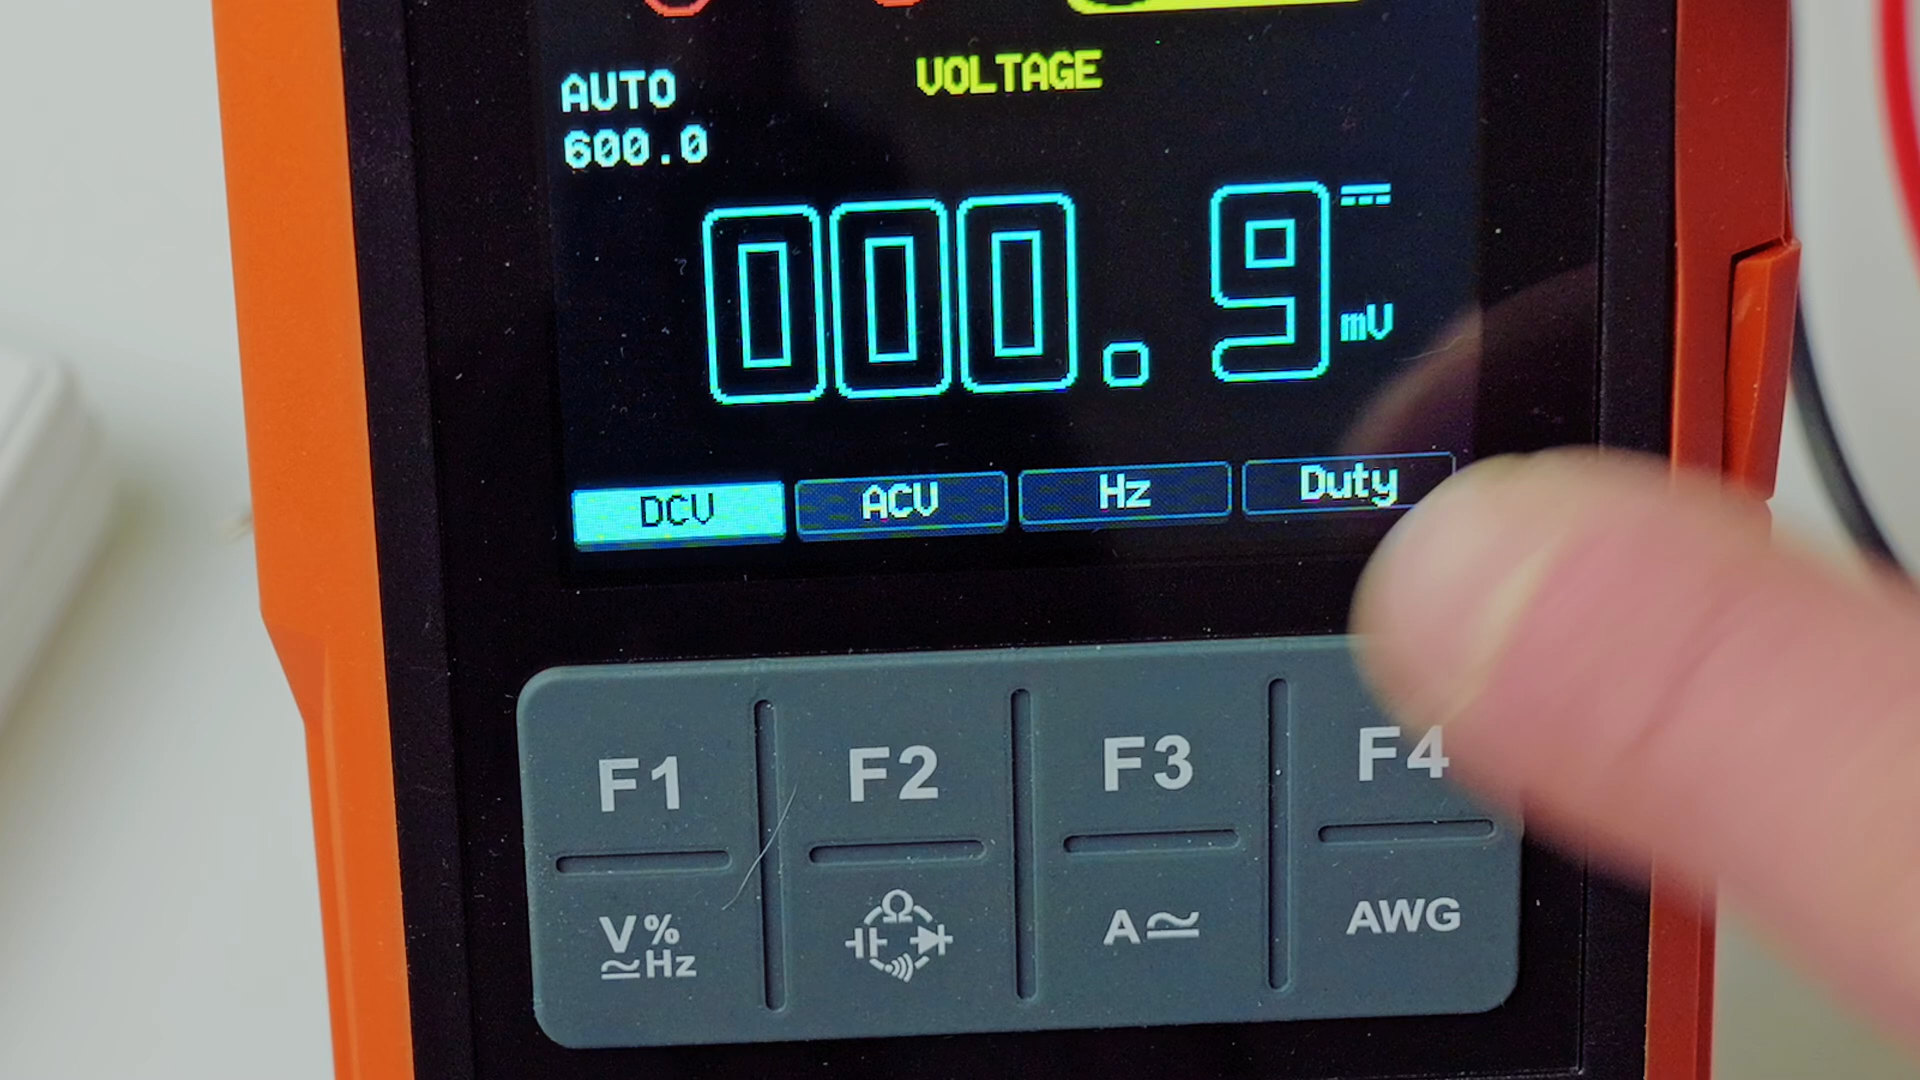 VOLTAGE
AUTO
600.0
000.9 mV
DCV ACV Hz Duty
F1 F2 F3 F4
V % Hz A AWG